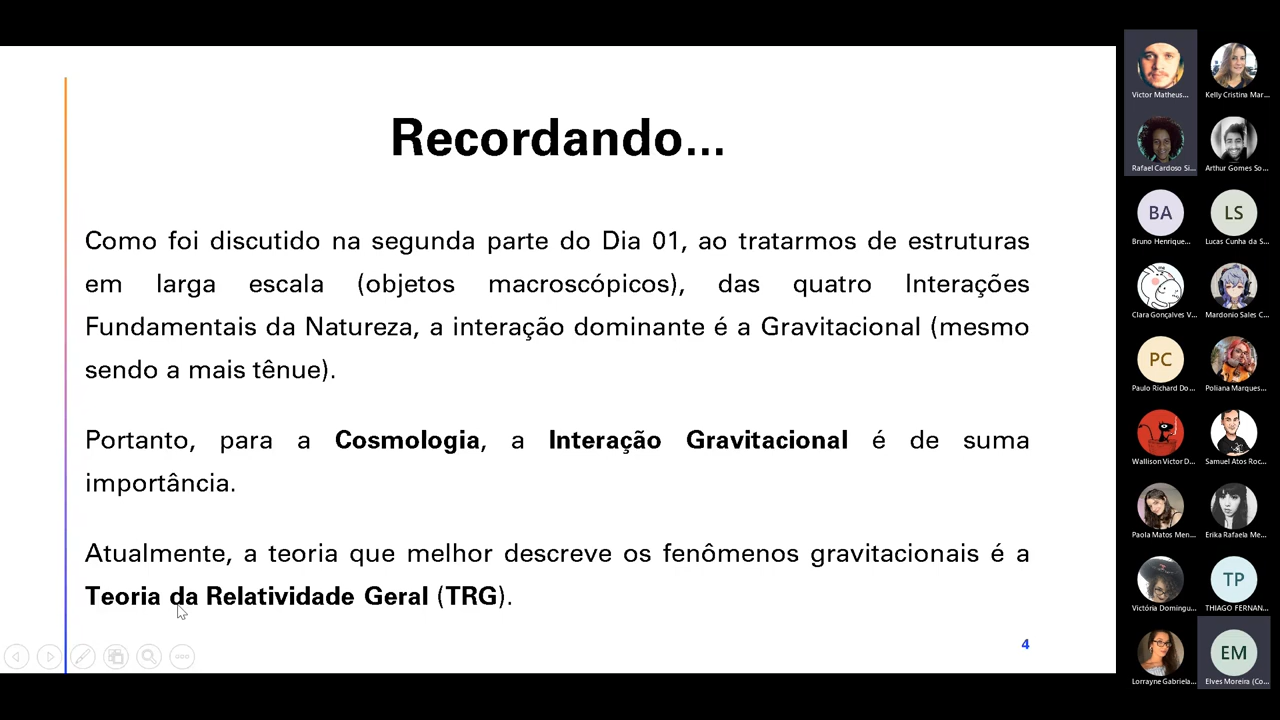 Recordando...
Como foi discutido na segunda parte do Dia 01, ao tratarmos de estruturas
em larga escala (objetos macroscópicos), das quatro Interações
Fundamentais da Natureza, a interação dominante é a Gravitacional (mesmo
sendo a mais tênue).
Portanto, para a Cosmologia, a Interação Gravitacional é de suma
importância.
Atualmente, a teoria que melhor descreve os fenômenos gravitacionais é a
Teoria da Relatividade Geral (TRG).
4
Victor Matheus...
Kelly Cristina Mar...
Rafael Cardoso Si...
Arthur Gomes So...
BA
LS
Bruno Henrique...
Lucas Cunha da S...
Clara Gonçalves V...
Mardonio Sales C...
PC
Paulo Richard Do...
Poliana Marques...
Wallison Victor D...
Samuel Atos Roc...
Paola Matos Men...
Erika Rafaela Me...
TP
Victória Domingu...
THIAGO FERNAN...
EM
Lorrayne Gabriela...
Elves Moreira (Co...